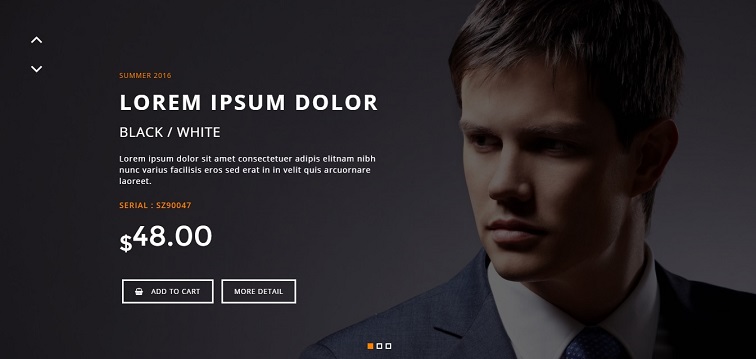 SUMMER 2016
LOREM IPSUM DOLOR
BLACK / WHITE
Lorem ipsum dolor sit amet consectetuer adipis elitnam nibh
nunc varius facilisis eros sed erat in in velit quis arcuornare
laoreet.
SERIAL : SZ90047
$48.00
ADD TO CART
MORE DETAIL